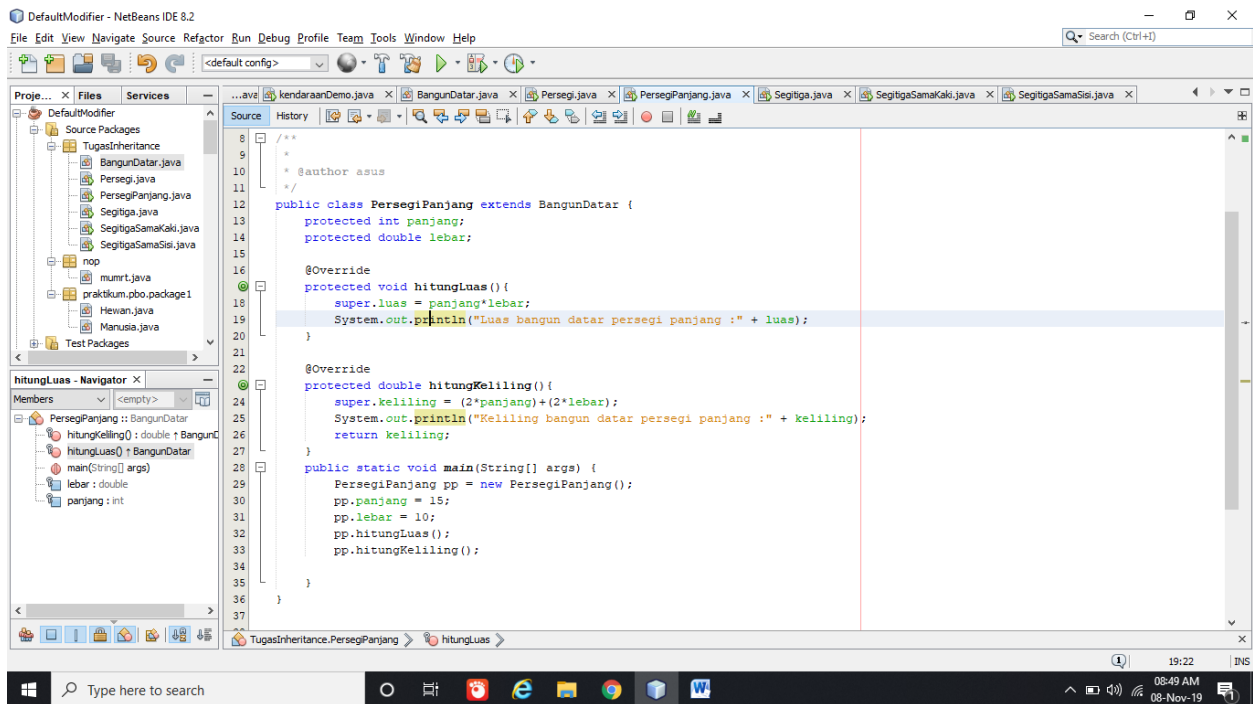 DefaultModifier - NetBeans IDE 8.2
File Edit View Navigate Source Refactor Run Debug Profile Team Tools Window Help
Search (Ctrl+I)
<default config>
Proje... Files Services
...ava kendaraanDemo.java BangunDatar.java Persegi.java PersegiPanjang.java Segitiga.java SegitigaSamaKaki.java SegitigaSamaSisi.java
DefaultModifier
Source Packages
TugasInheritance
BangunDatar.java
Persegi.java
PersegiPanjang.java
Segitiga.java
SegitigaSamaKaki.java
SegitigaSamaSisi.java
nop
mumrt.java
praktikum.pbo.package1
Hewan.java
Manusia.java
Test Packages
hitungLuas - Navigator
Members <empty>
PersegiPanjang :: BangunDatar
hitungKeliling() : double ↑ BangunD
hitungLuas() ↑ BangunDatar
main(String[] args)
lebar : double
panjang : int
Source History
8 /**
9 *
10 * @author asus
11 */
12 public class PersegiPanjang extends BangunDatar {
13 protected int panjang;
14 protected double lebar;
15
16 @Override
protected void hitungLuas(){
18 super.luas = panjang*lebar;
19 System.out.println("Luas bangun datar persegi panjang :" + luas);
20 }
21
22 @Override
protected double hitungKeliling(){
24 super.keliling = (2*panjang)+(2*lebar);
25 System.out.println("Keliling bangun datar persegi panjang :" + keliling);
26 return keliling;
27 }
28 public static void main(String[] args) {
29 PersegiPanjang pp = new PersegiPanjang();
30 pp.panjang = 15;
31 pp.lebar = 10;
32 pp.hitungLuas();
33 pp.hitungKeliling();
34
35 }
36 }
37
TugasInheritance.PersegiPanjang hitungLuas
1 19:22 INS
Type here to search
08:49 AM
08-Nov-19